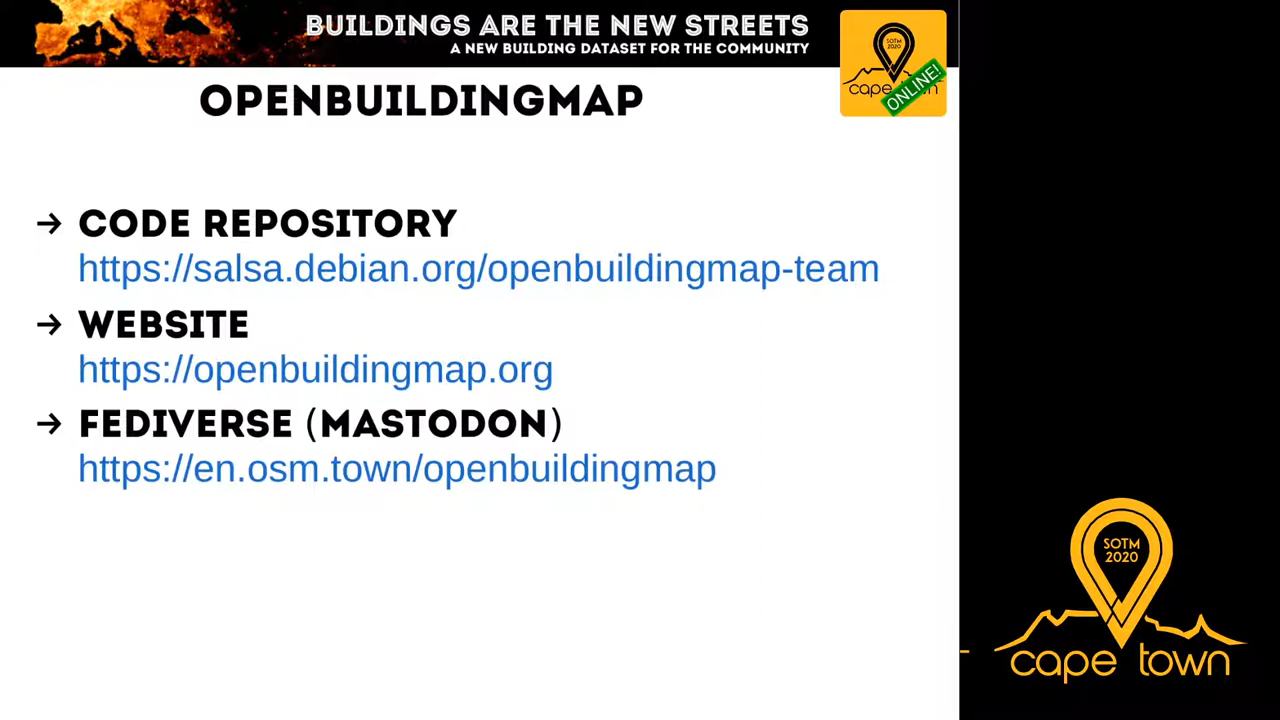 BUILDINGS ARE THE NEW STREETS
A NEW BUILDING DATASET FOR THE COMMUNITY
SOTM
2020
cape town
ONLINE!
OPENBUILDINGMAP
→ CODE REPOSITORY
https://salsa.debian.org/openbuildingmap-team
→ WEBSITE
https://openbuildingmap.org
→ FEDIVERSE (MASTODON)
https://en.osm.town/openbuildingmap
SOTM
2020
cape town